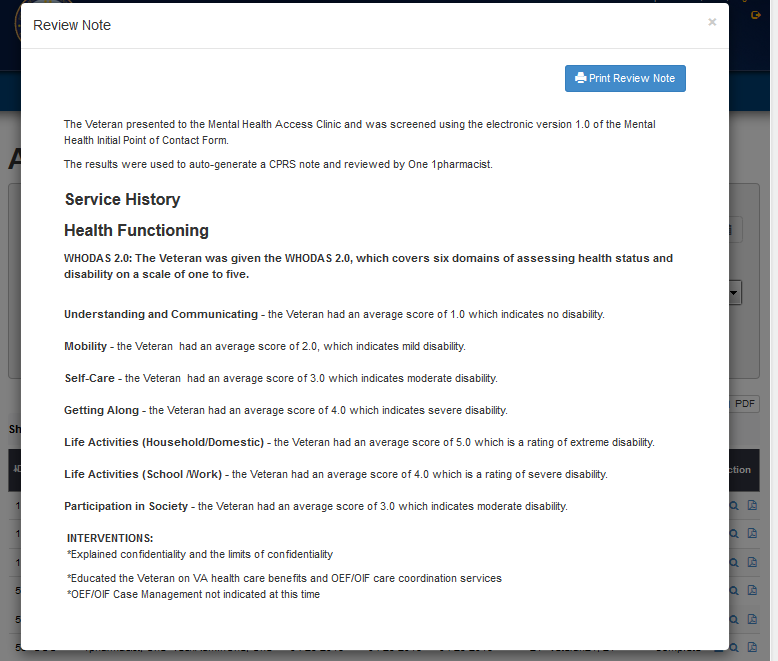 Review Note
×
Print Review Note
The Veteran presented to the Mental Health Access Clinic and was screened using the electronic version 1.0 of the Mental
Health Initial Point of Contact Form.
The results were used to auto-generate a CPRS note and reviewed by One 1pharmacist.
Service History
Health Functioning
WHODAS 2.0: The Veteran was given the WHODAS 2.0, which covers six domains of assessing health status and
disability on a scale of one to five.
Understanding and Communicating - the Veteran had an average score of 1.0 which indicates no disability.
Mobility - the Veteran had an average score of 2.0, which indicates mild disability.
Self-Care - the Veteran had an average score of 3.0 which indicates moderate disability.
Getting Along - the Veteran had an average score of 4.0 which indicates severe disability.
PDF
Life Activities (Household/Domestic) - the Veteran had an average score of 5.0 which is a rating of extreme disability.
Life Activities (School /Work) - the Veteran had an average score of 4.0 which is a rating of severe disability.
Participation in Society - the Veteran had an average score of 3.0 which indicates moderate disability.
INTERVENTIONS:
*Explained confidentiality and the limits of confidentiality
*Educated the Veteran on VA health care benefits and OEF/OIF care coordination services
*OEF/OIF Case Management not indicated at this time